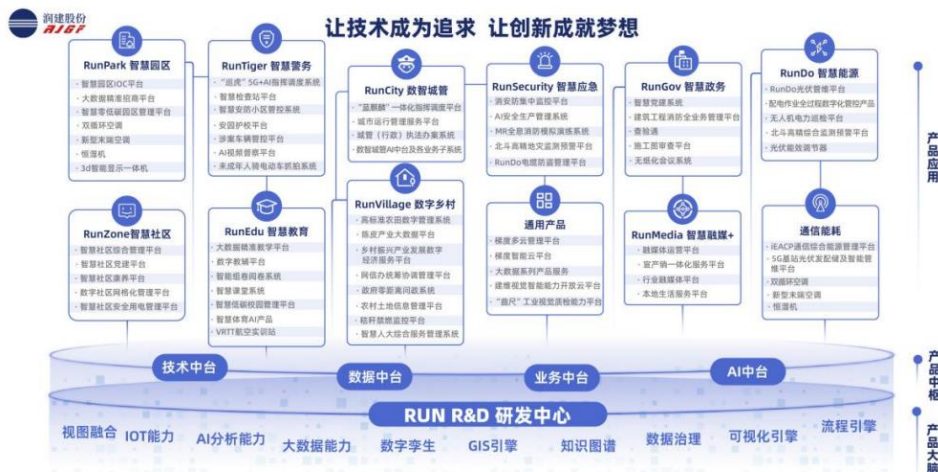 润建股份
RJGF
让技术成为追求 让创新成就梦想
RunPark 智慧园区
· 智慧园区IOC平台
· 大数据精准招商平台
· 智慧零低碳园区管理平台
· 双循环空调
· 新型末端空调
· 恒湿机
· 3d智能显示一体机
RunTiger 智慧警务
· “巡虎” 5G+AI指挥调度系统
· 智慧检查站平台
· 智慧安防小区管控系统
· 安园护校平台
· 涉案车辆管控平台
· AI视频督察平台
· 未成年人骑电动车抓拍系统
RunCity 数智城管
· “蓝麒麟” 一体化指挥调度平台
· 城市运行管理服务平台
· 城管（行政）执法办案系统
· 数智城管AI中台及各业务子系统
RunSecurity 智慧应急
· 消安防集中监控平台
· AI安全生产管理系统
· MR全息消防模拟演练系统
· 北斗高精地灾监测预警平台
· RunDo电缆防盗管理平台
RunGov 智慧政务
· 智慧党建系统
· 建筑工程消防全业务管理平台
· 查验通
· 施工图审查平台
· 无纸化会议系统
RunDo 智慧能源
· RunDo光伏管维平台
· 配电作业全过程数字化管控产品
· 无人机电力巡检平台
· 北斗高精综合监测预警平台
· 光伏能效调节器
产品应用
RunZone智慧社区
· 智慧社区综合管理平台
· 智慧社区党建平台
· 智慧社区康养平台
· 数字社区网格化管理平台
· 智慧社区安全用电管理平台
RunEdu 智慧教育
· 大数据精准教学平台
· 数字教辅平台
· 智能组卷阅卷系统
· 智慧课堂系统
· 智慧低碳校园管理平台
· 智慧体育AI产品
· VRTT航空实训站
RunVillage 数字乡村
· 高标准农田数字管理系统
· 陈皮产业大数据平台
· 乡村振兴产业发展数字
经济服务平台
· 网信办统筹协调管理平台
· 政府零距离问政系统
· 农村土地信息管理平台
· 秸秆禁燃监控平台
· 智慧人大综合服务管理系统
通用产品
· 梯度多云管理平台
· 梯度智能云平台
· 大数据系列产品服务
· 建维视觉智能能力开放云平台
工业视觉质检能力平台
RunMedia 智慧融媒+
· 融媒体运营平台
· 宣产销一体化服务平台
· 行业融媒体平台
· 本地生活服务平台
通信能耗
· iEACP通信综合能源管理平台
· 5G基站光伏发配储及智能管
维平台
· 双循环空调
· 新型末端空调
· 恒湿机
技术中台
数据中台
业务中台
AI中台
产品中枢
RUN R&D 研发中心
视图融合
IOT能力
AI分析能力
大数据能力
数字孪生
GIS引擎
知识图谱
数据治理
可视化引擎
流程引擎
产品大脑